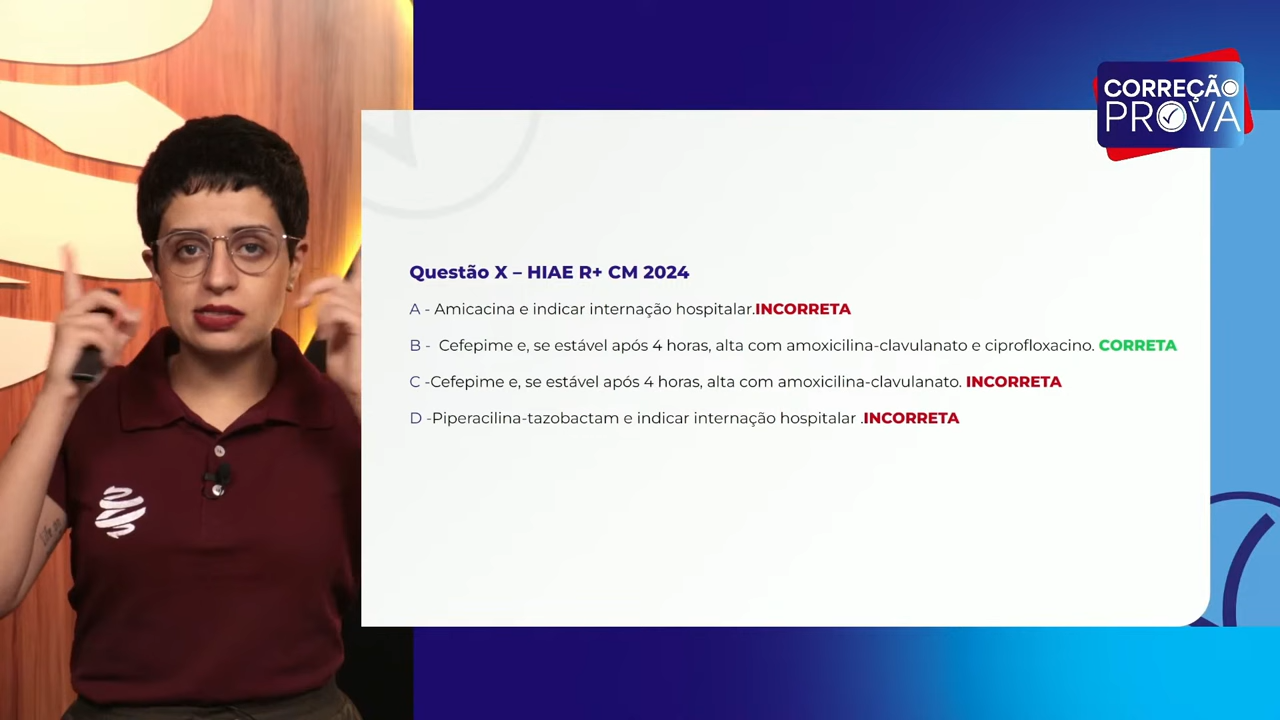 CORREÇÃO
PROVA
Questão X – HIAE R+ CM 2024
A - Amicacina e indicar internação hospitalar.INCORRETA
B - Cefepime e, se estável após 4 horas, alta com amoxicilina-clavulanato e ciprofloxacino. CORRETA
C -Cefepime e, se estável após 4 horas, alta com amoxicilina-clavulanato. INCORRETA
D -Piperacilina-tazobactam e indicar internação hospitalar .INCORRETA